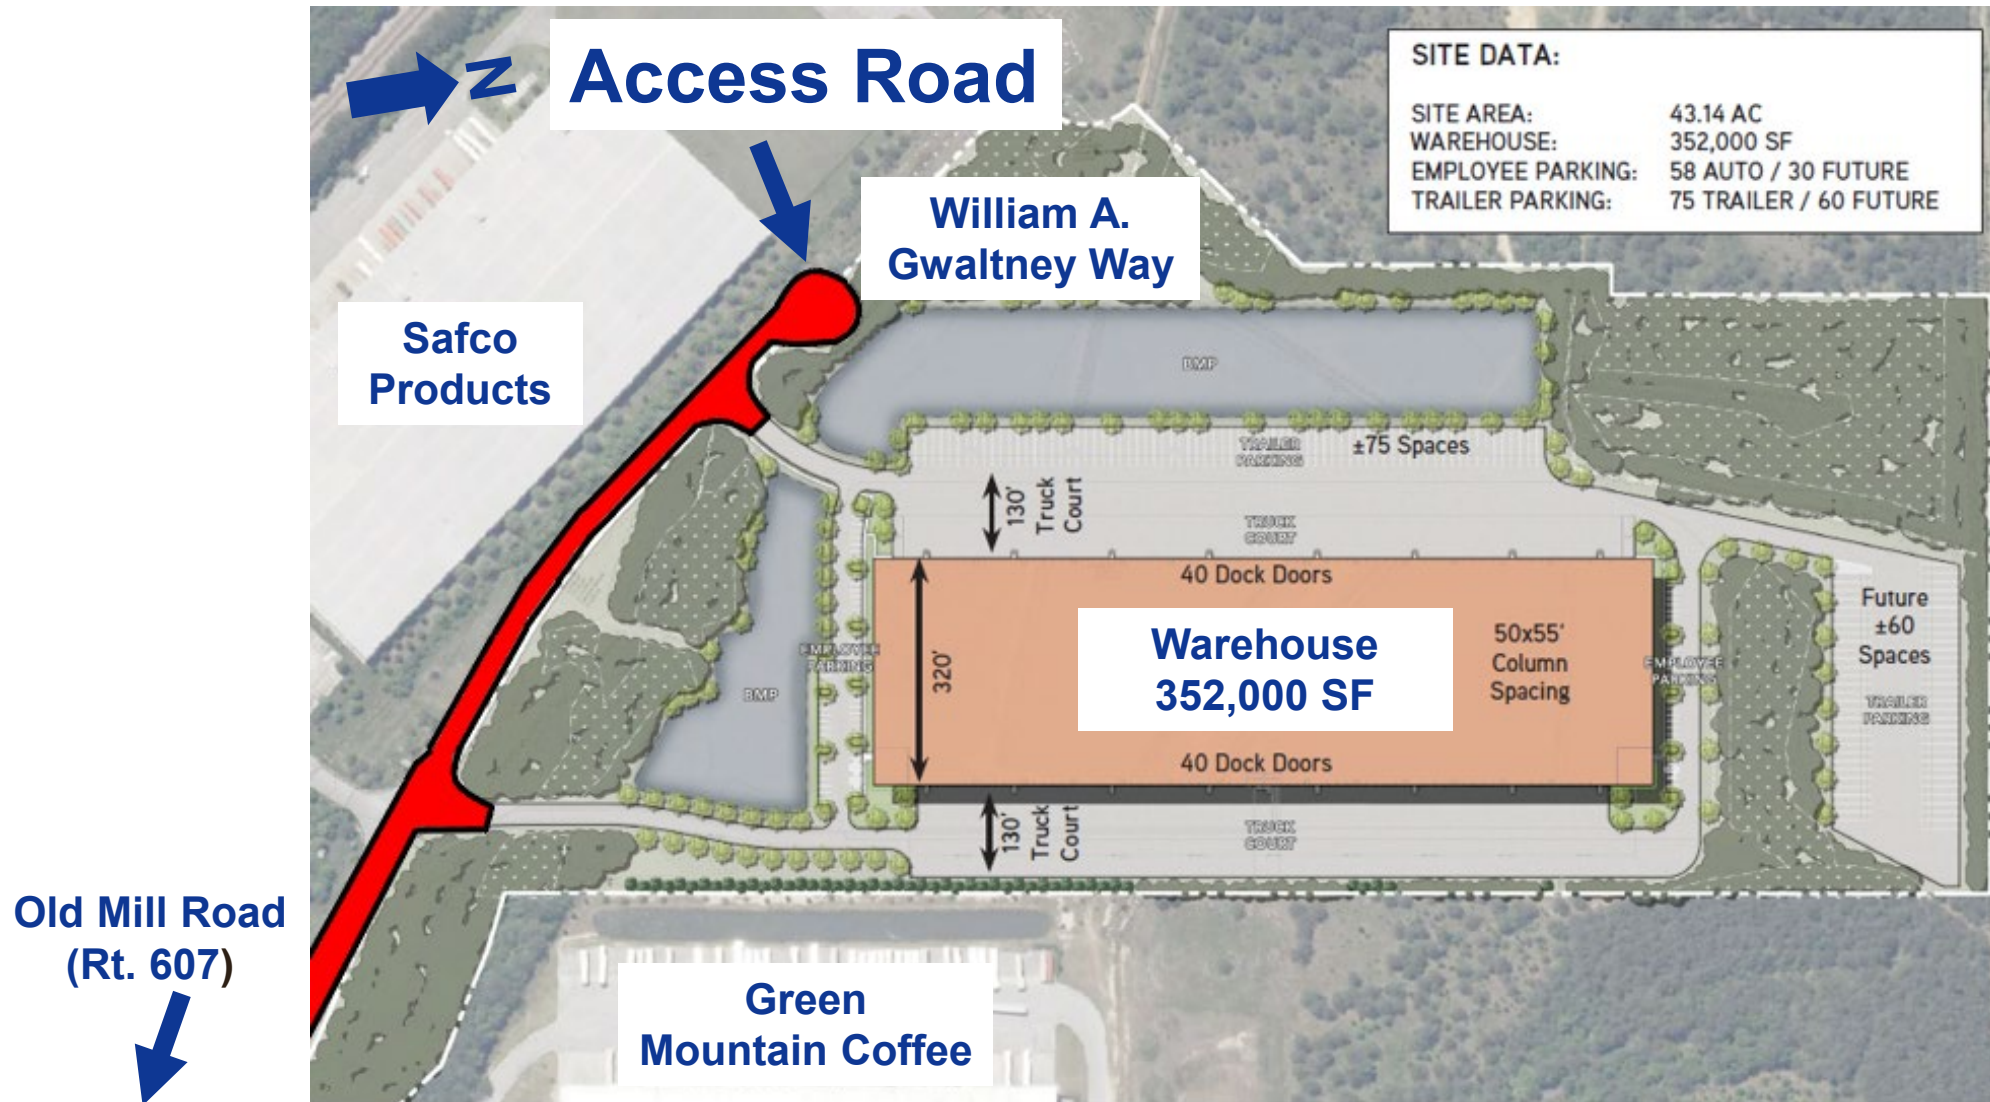 N
Access Road
SITE DATA:
SITE AREA: 43.14 AC
WAREHOUSE: 352,000 SF
EMPLOYEE PARKING: 58 AUTO / 30 FUTURE
TRAILER PARKING: 75 TRAILER / 60 FUTURE
William A.
Gwaltney Way
Safco
Products
BMP
TRAILER
PARKING
±75 Spaces
130'
Truck
Court
TRUCK
COURT
40 Dock Doors
Warehouse
352,000 SF
50x55'
Column
Spacing
320'
EMPLOYEE
PARKING
EMPLOYEE
PARKING
Future
±60
Spaces
TRAILER
PARKING
BMP
40 Dock Doors
130'
Truck
Court
TRUCK
COURT
Old Mill Road
(Rt. 607)
Green
Mountain Coffee